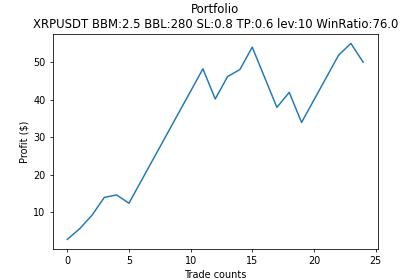 Portfolio
XRPUSDT BBM:2.5 BBL:280 SL:0.8 TP:0.6 lev:10 WinRatio:76.0
50
40
30
20
10
Profit ($)
0 5 10 15 20 25
Trade counts